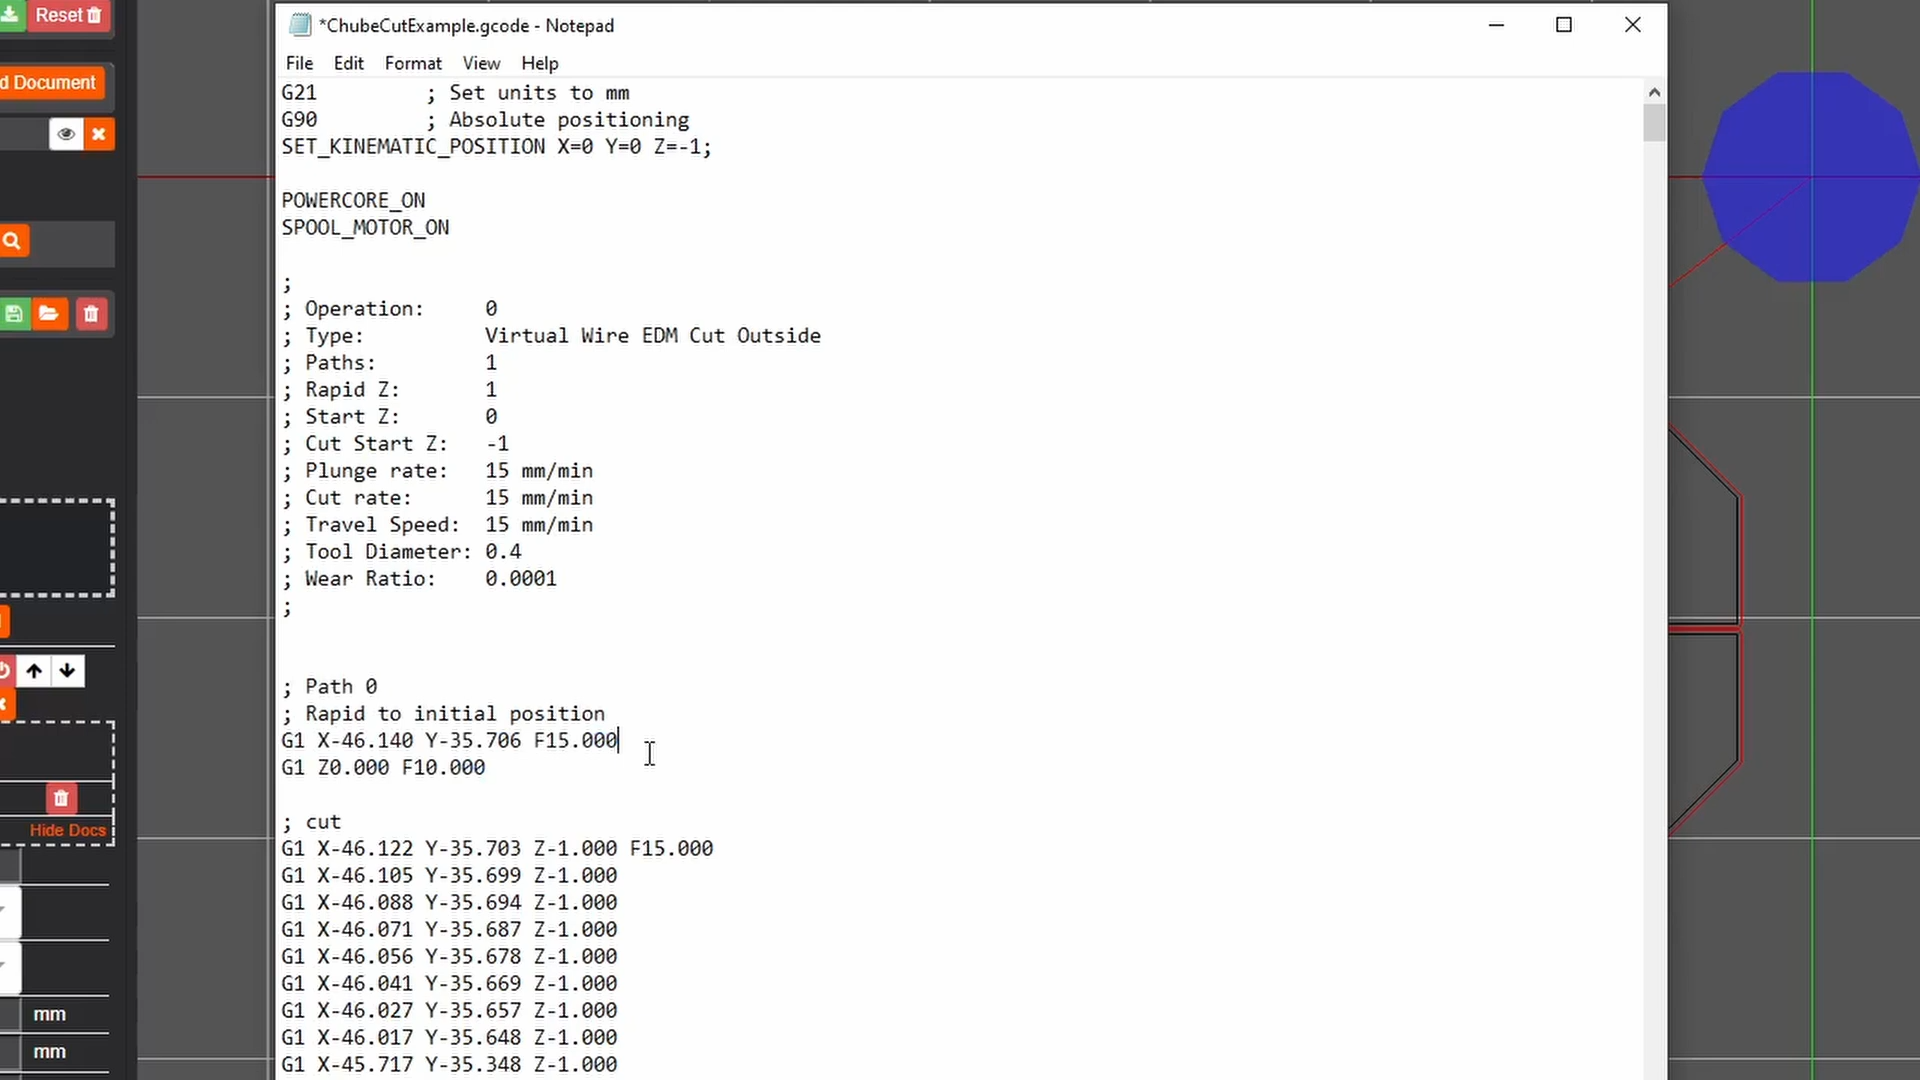 Reset
d Document
Hide Docs
mm
mm
*ChubeCutExample.gcode - Notepad
File Edit Format View Help
G21 ; Set units to mm
G90 ; Absolute positioning
SET_KINEMATIC_POSITION X=0 Y=0 Z=-1;
POWERCORE_ON
SPOOL_MOTOR_ON
;
; Operation: 0
; Type: Virtual Wire EDM Cut Outside
; Paths: 1
; Rapid Z: 1
; Start Z: 0
; Cut Start Z: -1
; Plunge rate: 15 mm/min
; Cut rate: 15 mm/min
; Travel Speed: 15 mm/min
; Tool Diameter: 0.4
; Wear Ratio: 0.0001
;
; Path 0
; Rapid to initial position
G1 X-46.140 Y-35.706 F15.000
G1 Z0.000 F10.000
; cut
G1 X-46.122 Y-35.703 Z-1.000 F15.000
G1 X-46.105 Y-35.699 Z-1.000
G1 X-46.088 Y-35.694 Z-1.000
G1 X-46.071 Y-35.687 Z-1.000
G1 X-46.056 Y-35.678 Z-1.000
G1 X-46.041 Y-35.669 Z-1.000
G1 X-46.027 Y-35.657 Z-1.000
G1 X-46.017 Y-35.648 Z-1.000
G1 X-45.717 Y-35.348 Z-1.000